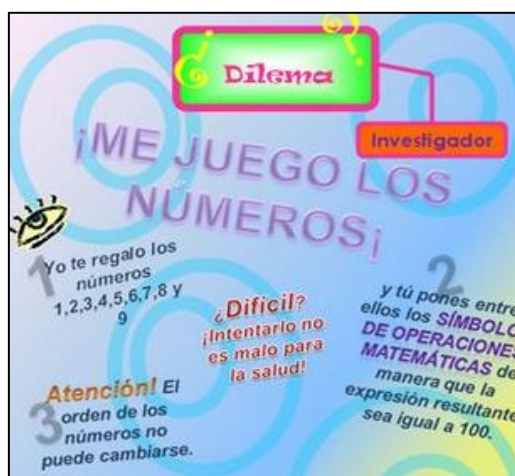 Dilema
Investigador
¡ME JUEGO LOS
NÚMEROS¡
1
Yo te regalo los
números
1,2,3,4,5,6,7,8 y
9
¿Dificil?
¡Intentarlo no
es malo para
la salud!
2
y tú pones entre
ellos los SÍMBOLO
DE OPERACIONES
MATEMÁTICAS de
manera que la
expresión resultante
sea igual a 100.
3
Atención! El
orden de los
números no
puede cambiarse.